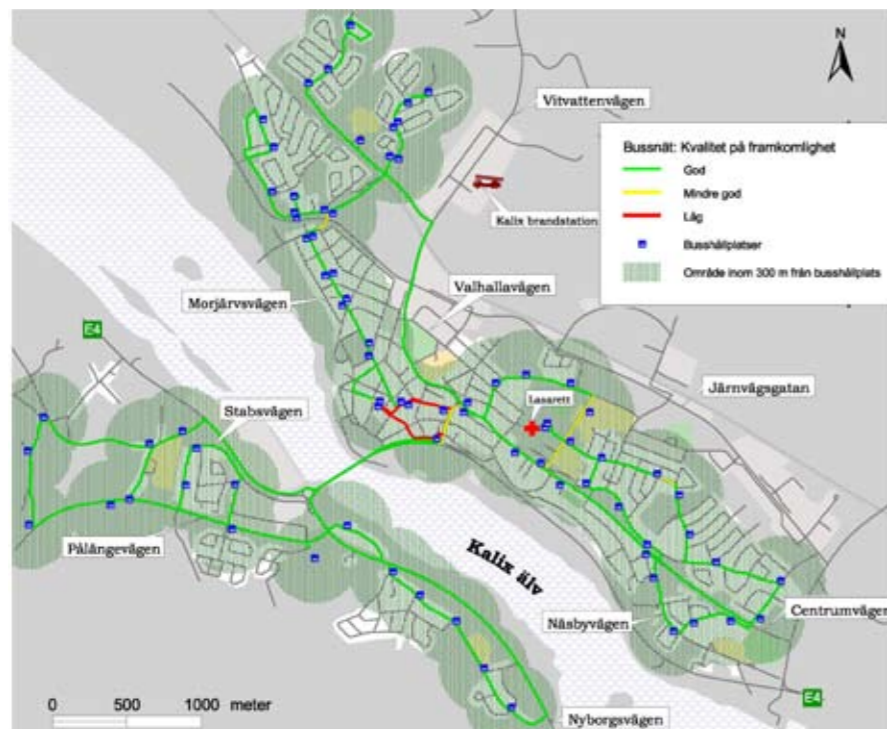 N
Vitvattenvägen
Bussnät: Kvalitet på framkomlighet
God
Mindre god
Låg
Busshållplatser
Område inom 300 m från busshållplats
Kalix brandstation
Valhallavägen
Morjärvsvägen
E4
Järnvägsgatan
Lasarett
Stabsvägen
Pålängevägen
Kalix älv
Näsbyvägen
Centrumvägen
E4
0 500 1000 meter
Nyborgsvägen